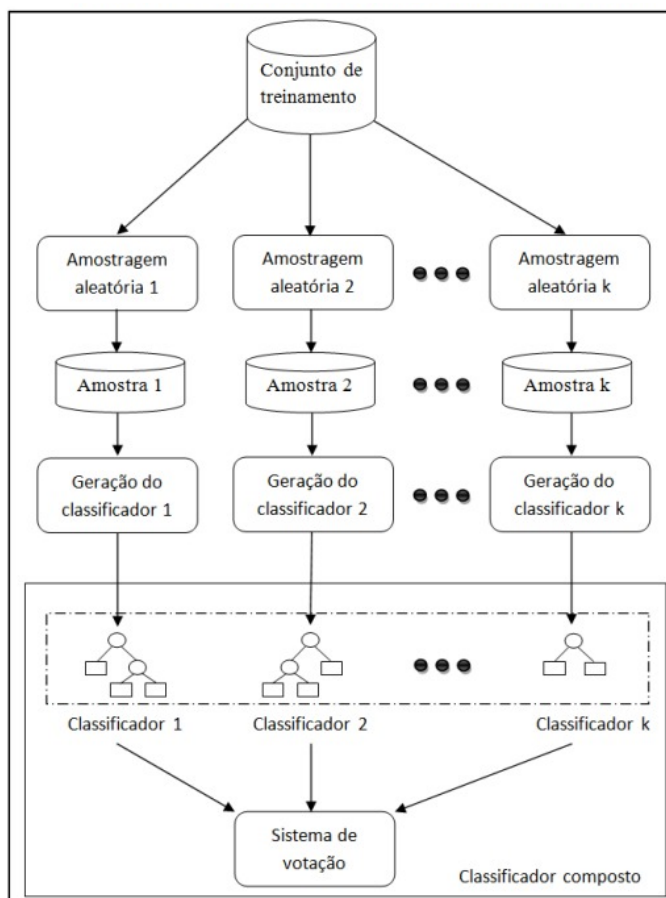 Conjunto de
treinamento
Amostragem
aleatória 1
Amostragem
aleatória 2
Amostragem
aleatória k
Amostra 1
Amostra 2
Amostra k
Geração do
classificador 1
Geração do
classificador 2
Geração do
classificador k
Classificador 1
Classificador 2
Classificador k
Sistema de
votação
Classificador composto